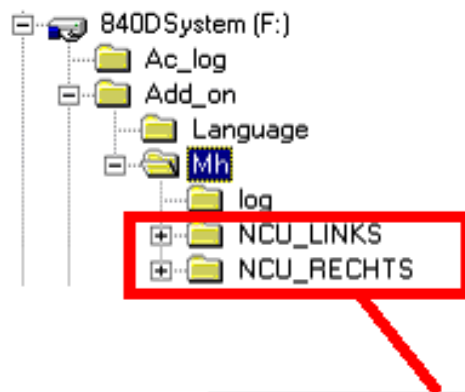 840DSystem (F:)
Ac_log
Add_on
Language
Mh
log
NCU_LINKS
NCU_RECHTS